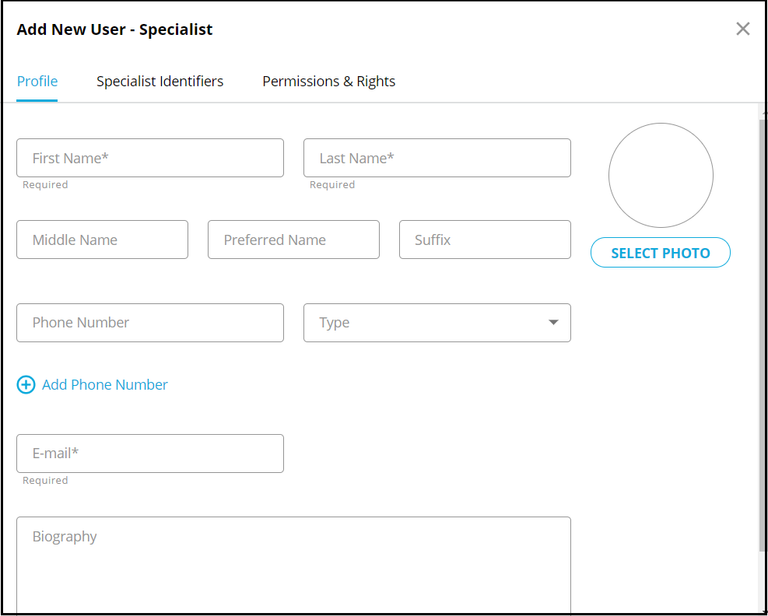 Add New User - Specialist
Profile Specialist Identifiers Permissions & Rights
First Name* Last Name*
Required Required
Middle Name Preferred Name Suffix
SELECT PHOTO
Phone Number Type
Add Phone Number
E-mail*
Required
Biography